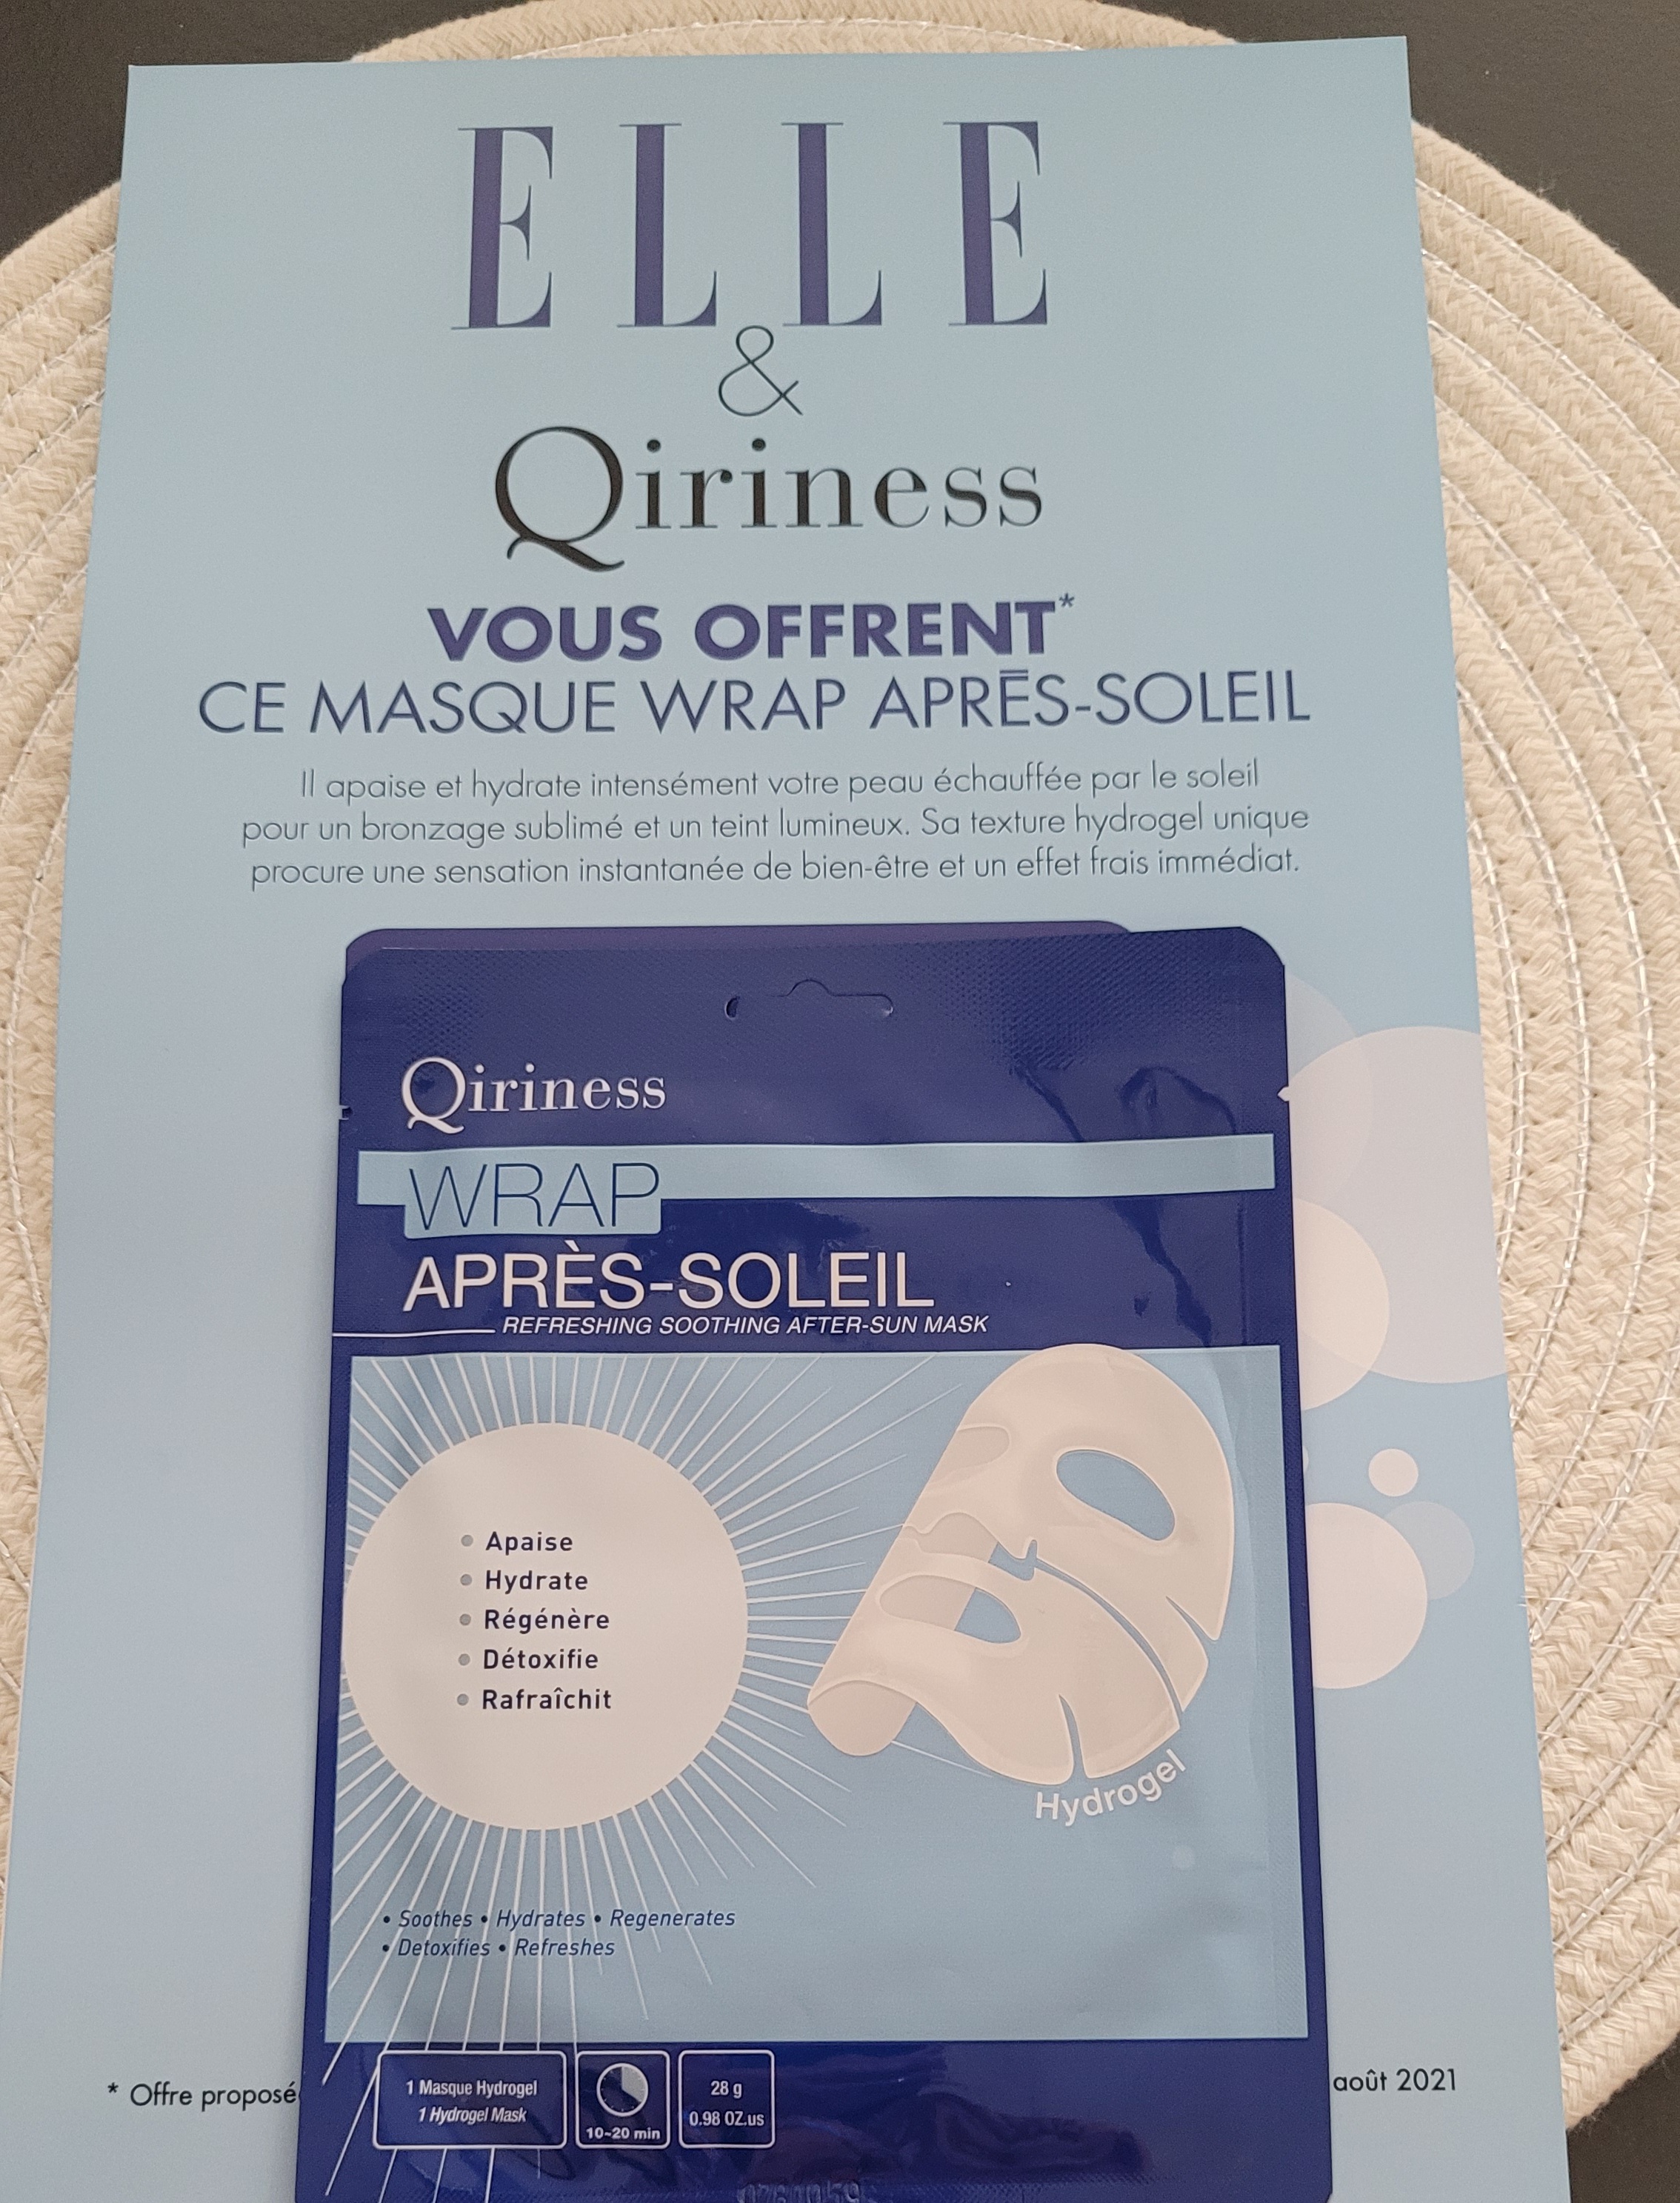 ELLE
&
Qiriness
VOUS OFFRENT*
CE MASQUE WRAP APRĒS-SOLEIL
Il apaise et hydrate intensément votre peau échauffée par le soleil
pour un bronzage sublimé et un teint lumineux. Sa texture hydrogel unique
procure une sensation instantanée de bien-être et un effet frais immédiat.
Qiriness
WRAP
APRÈS-SOLEIL
REFRESHING SOOTHING AFTER-SUN MASK
• Apaise
• Hydrate
• Régénère
• Détoxifie
• Rafraîchit
Hydrogel
• Soothes • Hydrates • Regenerates
• Detoxifies • Refreshes
1 Masque Hydrogel
1 Hydrogel Mask
10~20 min
28 g
0.98 OZ.us
* Offre proposé
août 2021